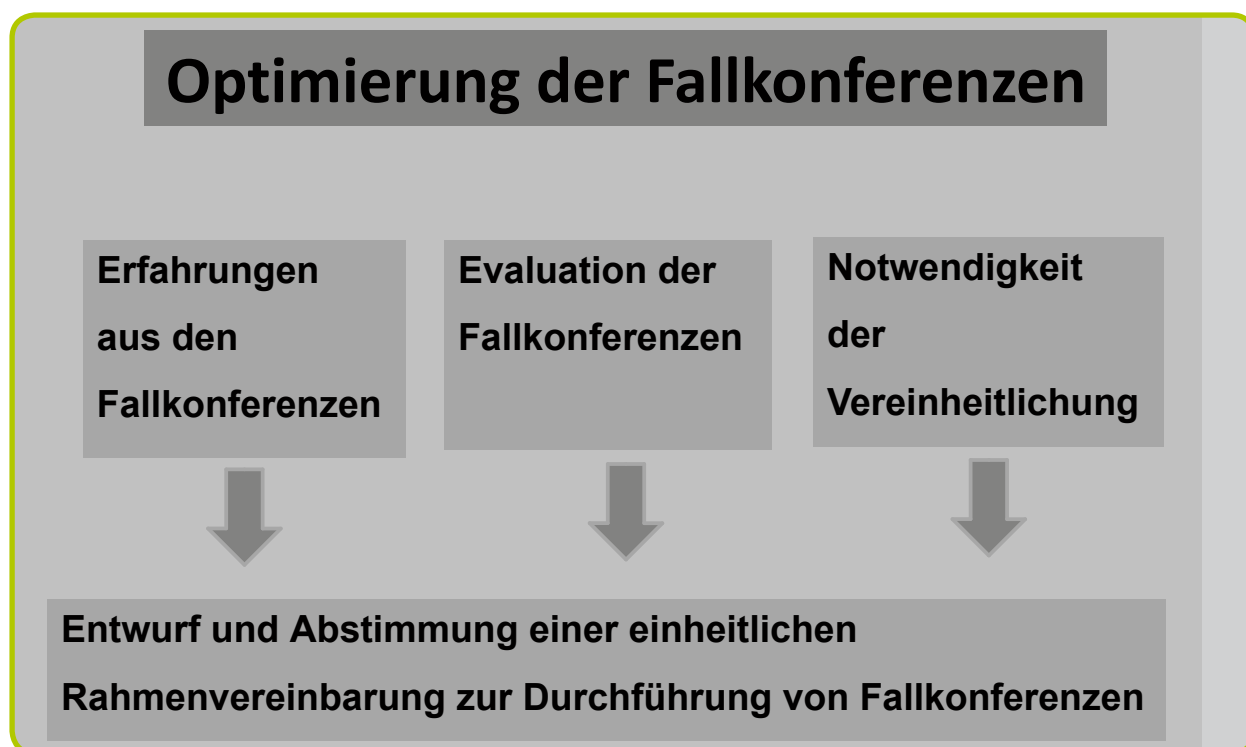 Optimierung der Fallkonferenzen
Erfahrungen
aus den
Fallkonferenzen
Evaluation der
Fallkonferenzen
Notwendigkeit
der
Vereinheitlichung
Entwurf und Abstimmung einer einheitlichen
Rahmenvereinbarung zur Durchführung von Fallkonferenzen